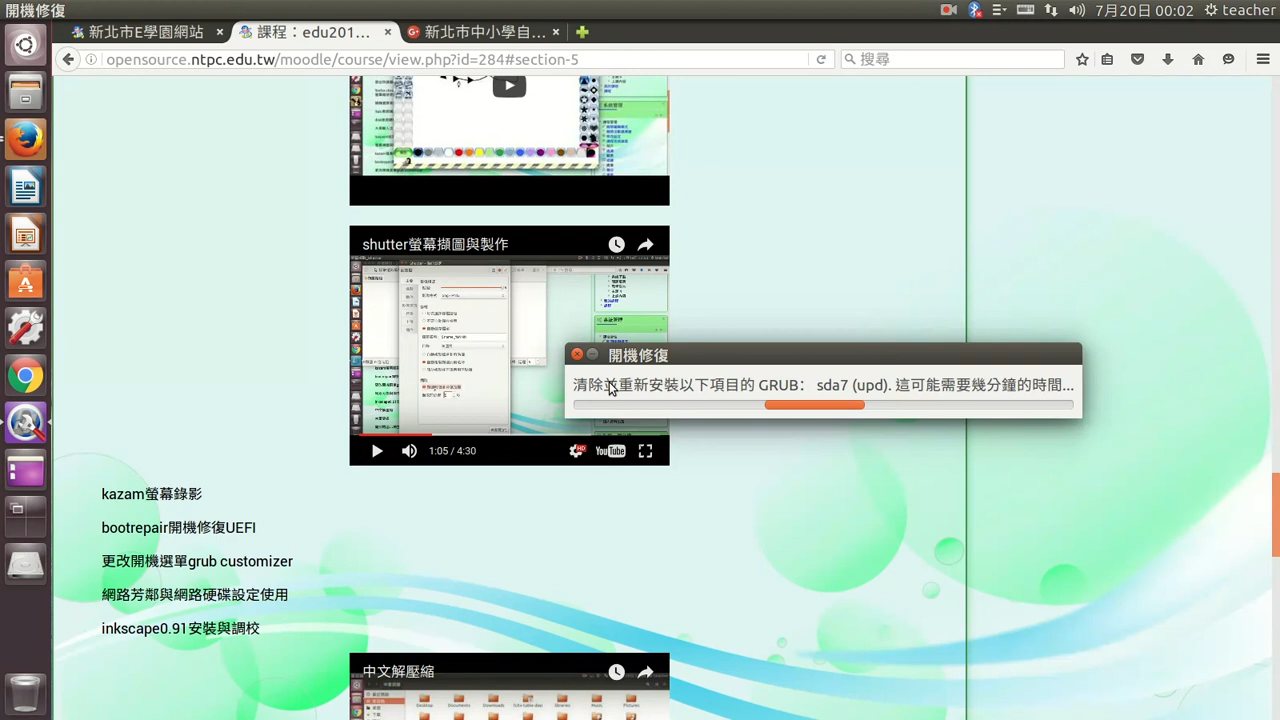 開機修復
7月20日 00:02
teacher
新北市E學園網站
課程：edu201...
新北市中小學自...
opensource.ntpc.edu.tw/moodle/course/view.php?id=284#section-5
搜尋
shutter螢幕擷圖與製作
開機修復
清除並重新安裝以下項目的 GRUB： sda7 (upd). 這可能需要幾分鐘的時間...
1:05 / 4:30
HD
YouTube
kazam螢幕錄影
bootrepair開機修復UEFI
更改開機選單grub customizer
網路芳鄰與網路硬碟設定使用
inkscape0.91安裝與調校
中文解壓縮